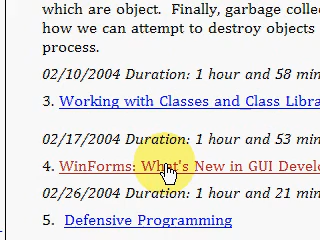 which are object. Finally, garbage colle
how we can attempt to destroy objects
process.
02/10/2004 Duration: 1 hour and 58 min
3. Working with Classes and Class Libra
02/17/2004 Duration: 1 hour and 53 min
4. WinForms: What's New in GUI Develo
02/26/2004 Duration: 1 hour and 21 min
5. Defensive Programming